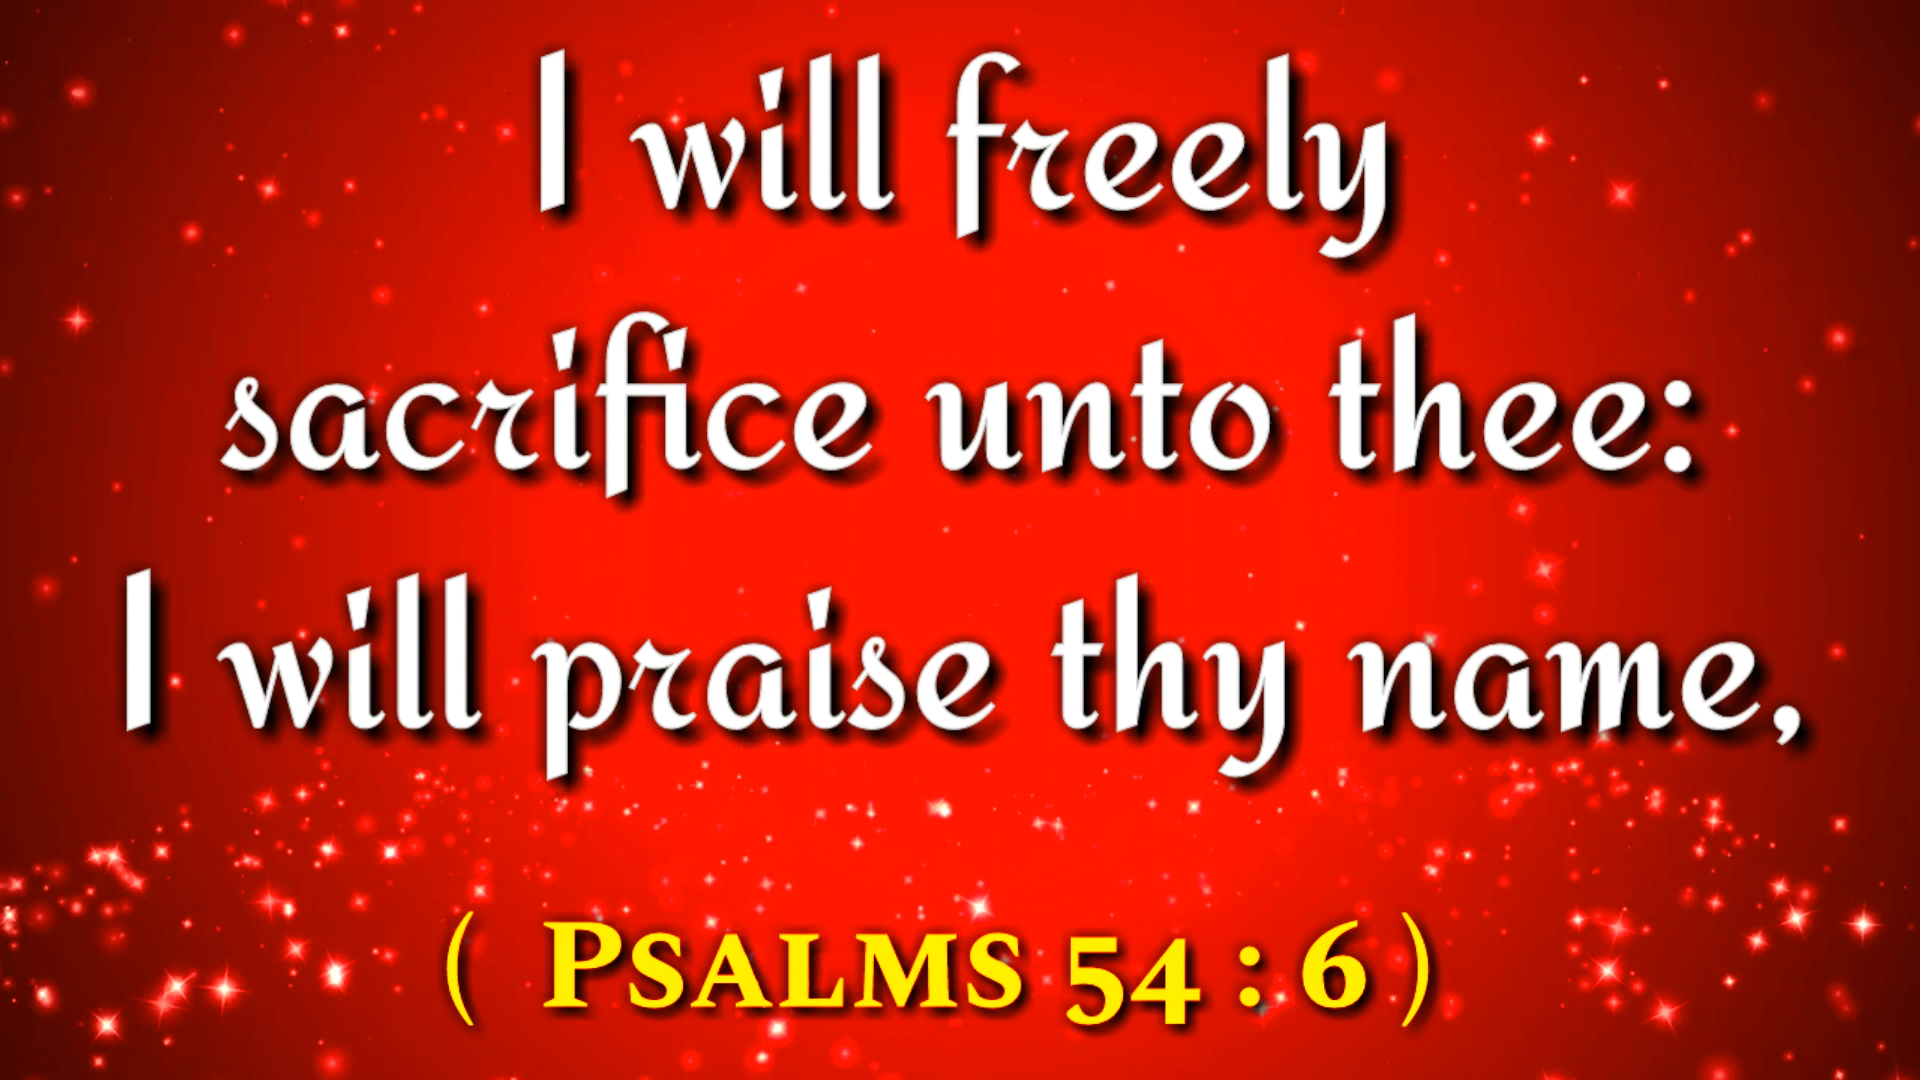 I will freely
sacrifice unto thee:
I will praise thy name,
( Psalms 54 : 6 )